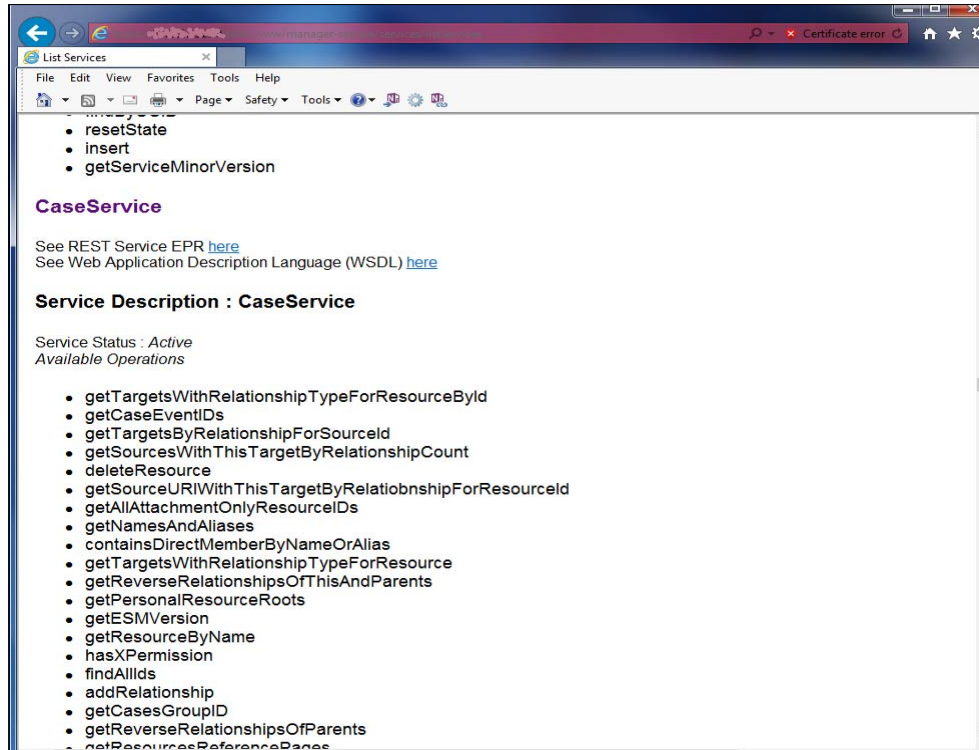 Certificate error
List Services
File Edit View Favorites Tools Help
Page Safety Tools
resetState
insert
getServiceMinorVersion
CaseService
See REST Service EPR here
See Web Application Description Language (WSDL) here
Service Description : CaseService
Service Status : Active
Available Operations
getTargetsWithRelationshipTypeForResourceById
getCaseEventIDs
getTargetsByRelationshipForSourceId
getSourcesWithThisTargetByRelationshipCount
deleteResource
getSourceURIWithThisTargetByRelatiobnshipForResourceId
getAllAttachmentOnlyResourceIDs
getNamesAndAliases
containsDirectMemberByNameOrAlias
getTargetsWithRelationshipTypeForResource
getReverseRelationshipsOfThisAndParents
getPersonalResourceRoots
getESMVersion
getResourceByName
hasXPermission
findAllIds
addRelationship
getCasesGroupID
getReverseRelationshipsOfParents
getResourcesReferencePages